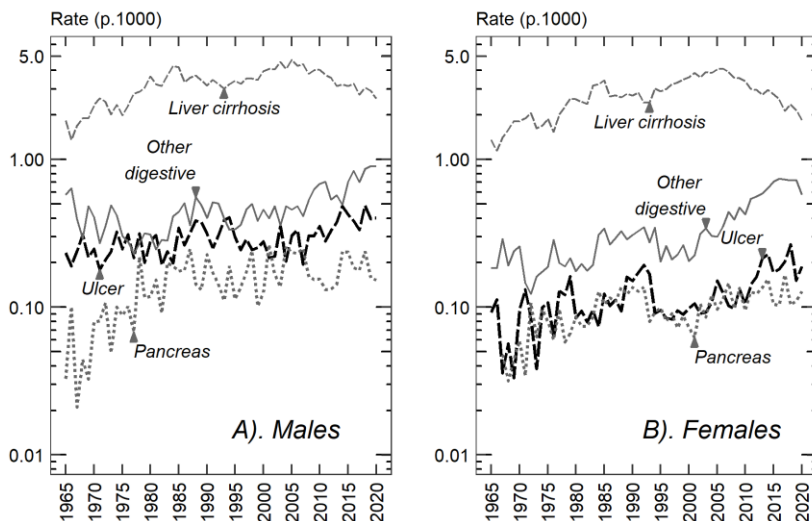 Rate (p.1000)
5.0
1.00
0.10
0.01
Liver cirrhosis
Other
digestive
Ulcer
Pancreas
A). Males
1965
1970
1975
1980
1985
1990
1995
2000
2005
2010
2015
2020
Rate (p.1000)
5.0
1.00
0.10
0.01
Liver cirrhosis
Other
digestive
Ulcer
Pancreas
B). Females
1965
1970
1975
1980
1985
1990
1995
2000
2005
2010
2015
2020